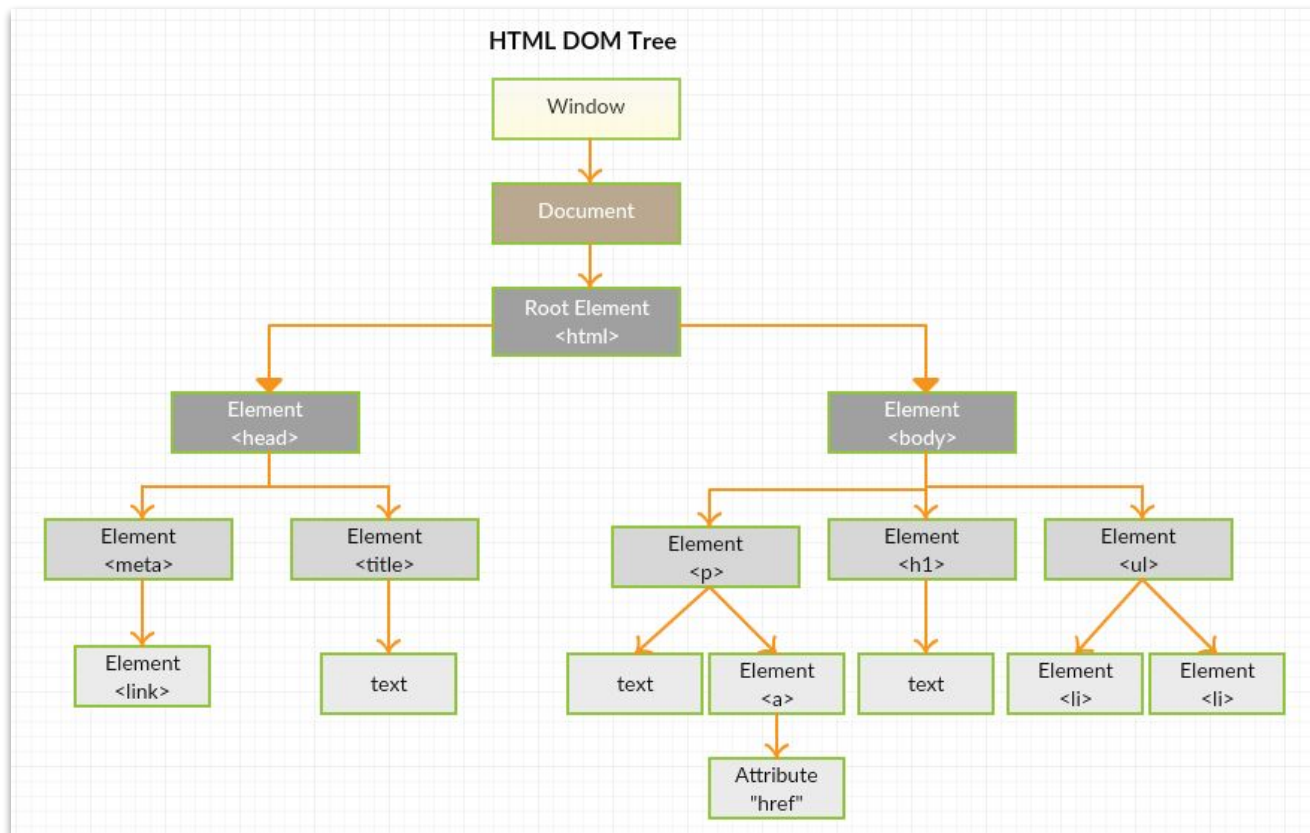 HTML DOM Tree
Window
Document
Root Element
<html>
Element
<head>
Element
<body>
Element
<meta>
Element
<title>
Element
<p>
Element
<h1>
Element
<ul>
Element
<link>
text
text
Element
<a>
text
Element
<li>
Element
<li>
Attribute
"href"